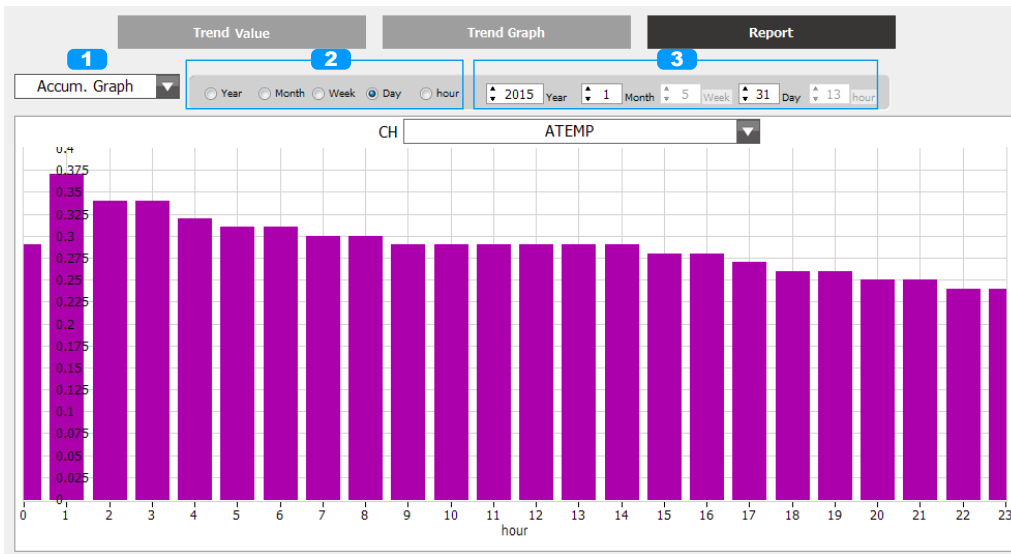 Trend Value Trend Graph Report
1 2 3
Accum. Graph Year Month Week Day hour 2015 Year 1 Month 5 Week 31 Day 13 hour
CH ATEMP
0.4
0.375
0.35
0.325
0.3
0.275
0.25
0.225
0.2
0.175
0.15
0.125
0.1
0.075
0.05
0.025
0
0 1 2 3 4 5 6 7 8 9 10 11 12 13 14 15 16 17 18 19 20 21 22 23
hour